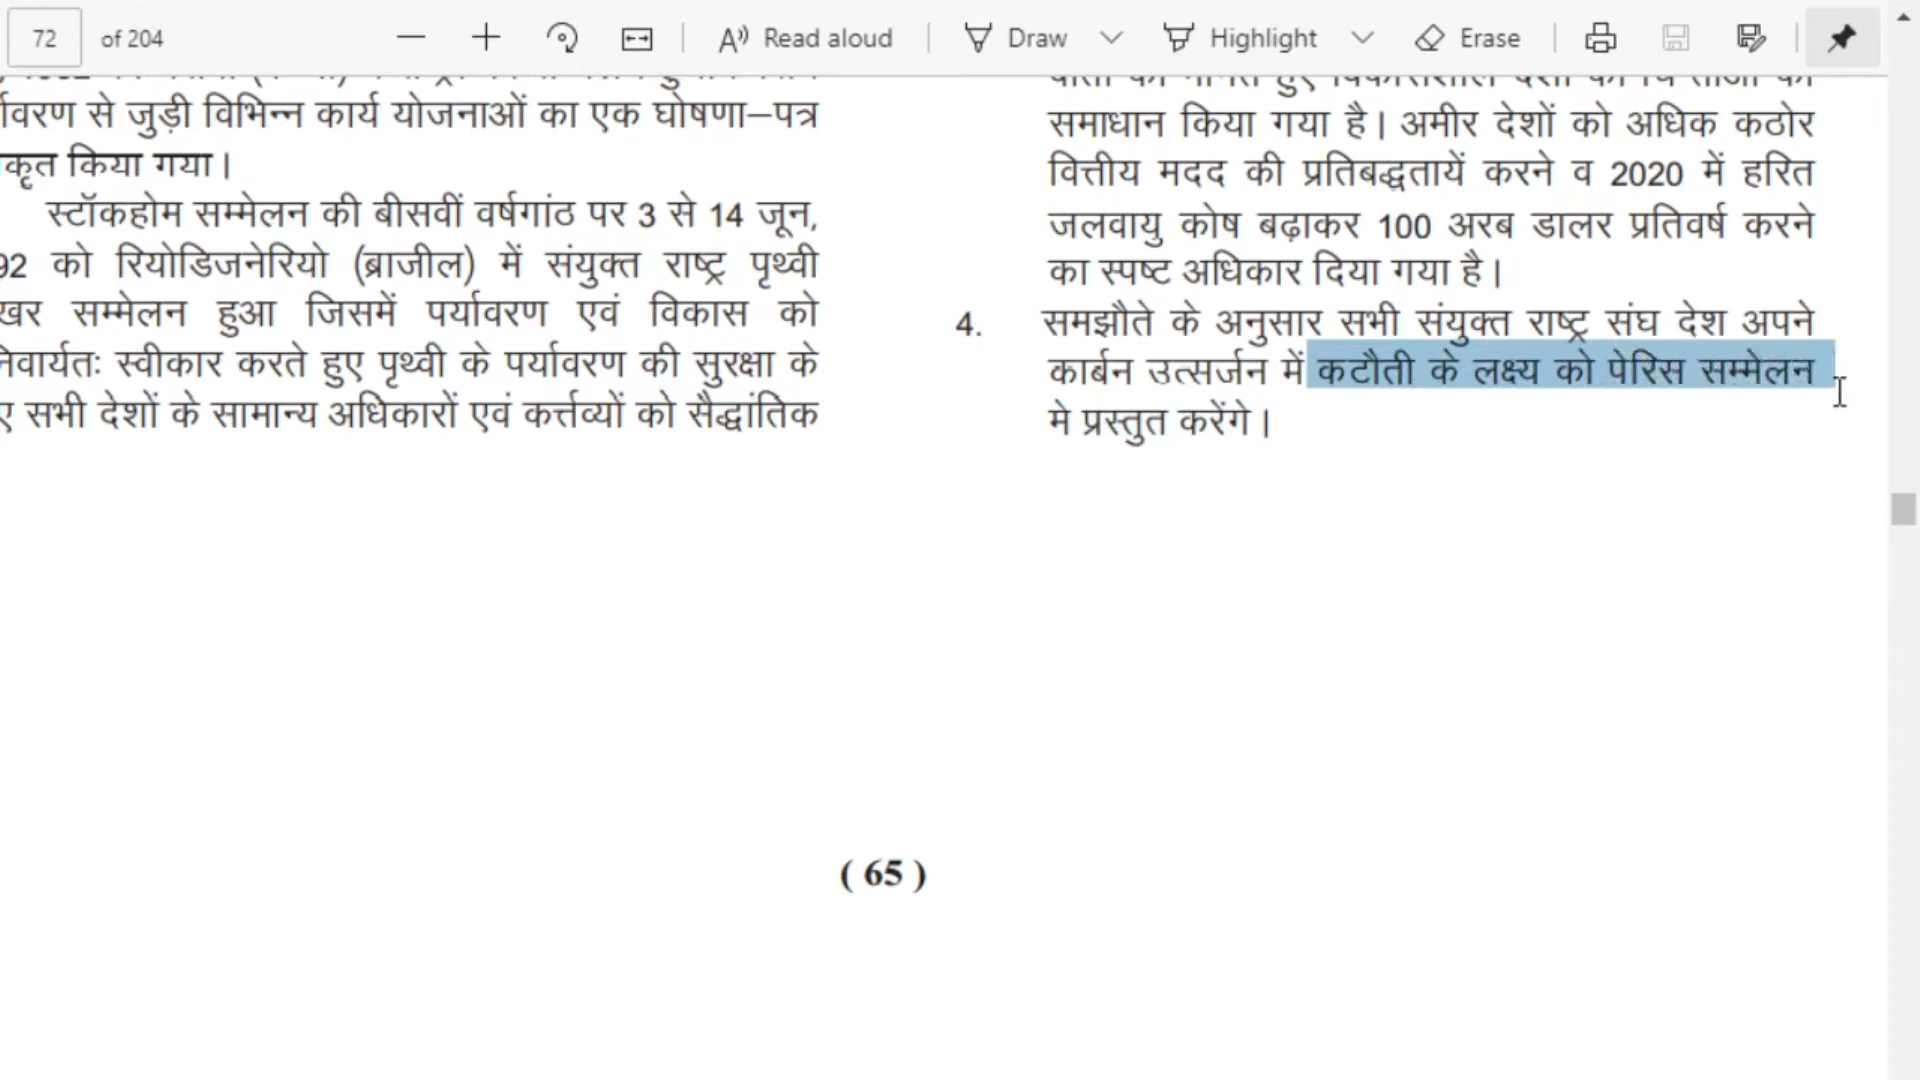 72 of 204 Read aloud Draw Highlight Erase
र्यावरण से जुड़ी विभिन्न कार्य योजनाओं का एक घोषणा–पत्र
कृत किया गया।
स्टॉकहोम सम्मेलन की बीसवीं वर्षगांठ पर 3 से 14 जून,
92 को रियोडिजनेरियो (ब्राजील) में संयुक्त राष्ट्र पृथ्वी
खर सम्मेलन हुआ जिसमें पर्यावरण एवं विकास को
निवार्यतः स्वीकार करते हुए पृथ्वी के पर्यावरण की सुरक्षा के
ए सभी देशों के सामान्य अधिकारों एवं कर्त्तव्यों को सैद्धांतिक
समाधान किया गया है। अमीर देशों को अधिक कठोर
वित्तीय मदद की प्रतिबद्धतायें करने व 2020 में हरित
जलवायु कोष बढ़ाकर 100 अरब डालर प्रतिवर्ष करने
का स्पष्ट अधिकार दिया गया है।
4. समझौते के अनुसार सभी संयुक्त राष्ट्र संघ देश अपने
कार्बन उत्सर्जन में कटौती के लक्ष्य को पेरिस सम्मेलन
मे प्रस्तुत करेंगे।
( 65 )